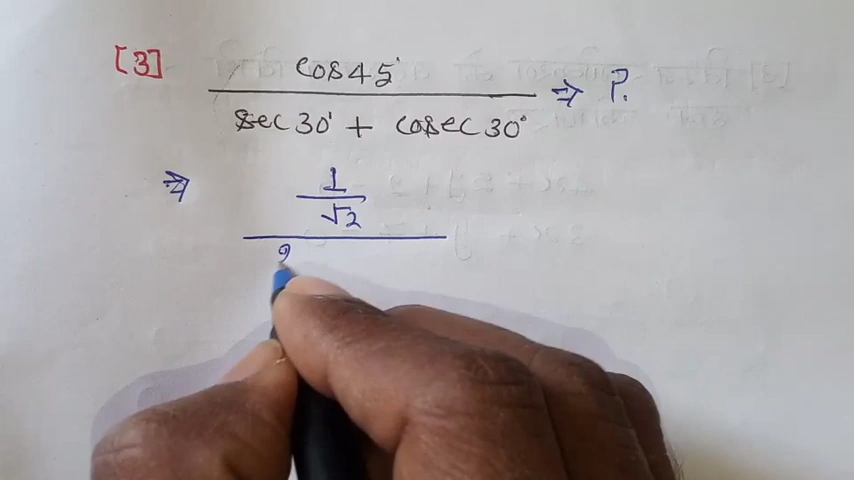 [3] cos45° / sec30° + cosec30° ⇒ ?
⇒ 1/√2 / 2